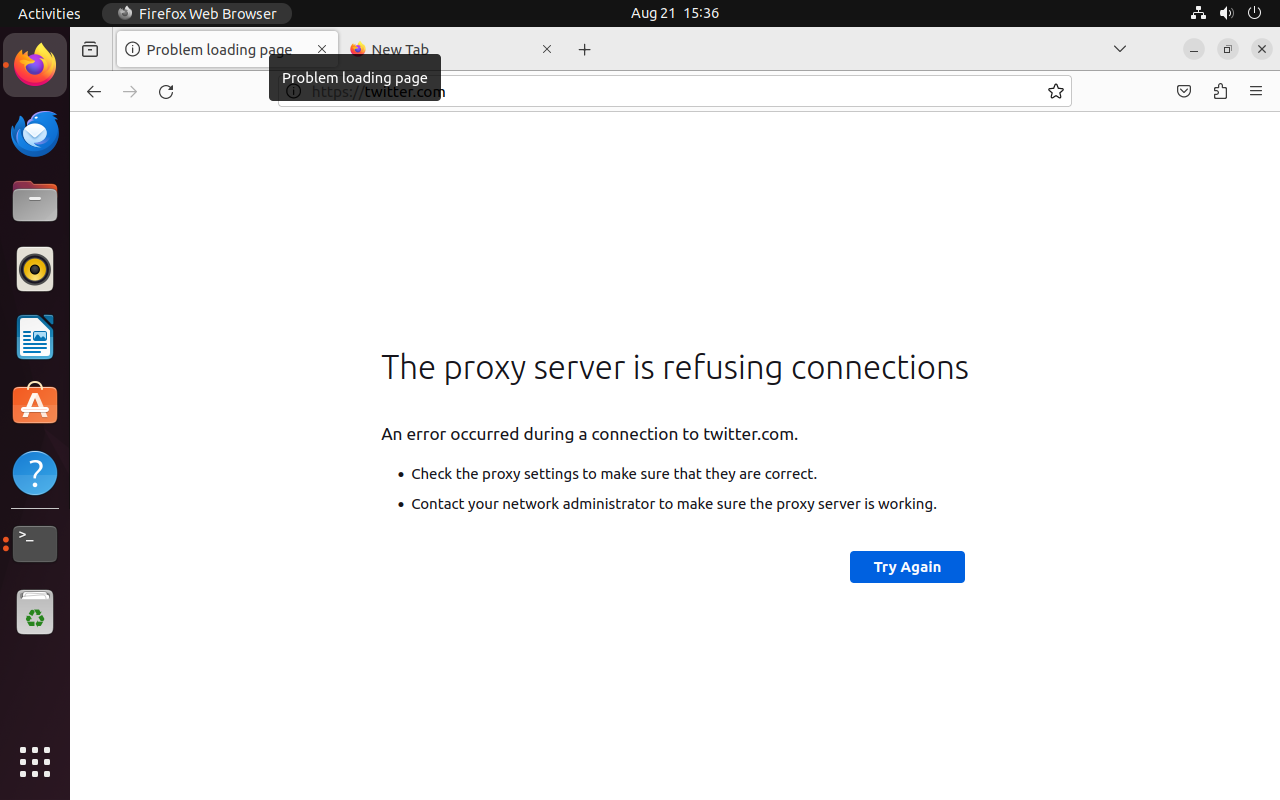 Activities
Firefox Web Browser
Aug 21 15:36
Problem loading page
New Tab
Problem loading page
https://twitter.com
The proxy server is refusing connections
An error occurred during a connection to twitter.com.
• Check the proxy settings to make sure that they are correct.
• Contact your network administrator to make sure the proxy server is working.
Try Again